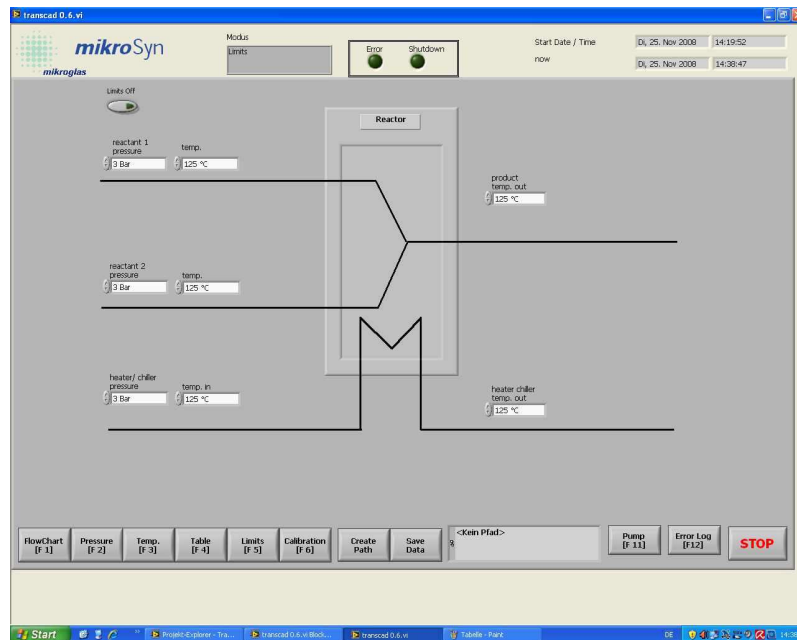 transcad 0.6.vi
mikroSyn
mikroglas
Modus
Limits
Error
Shutdown
Start Date / Time
Di, 25. Nov 2008
14:19:52
now
Di, 25. Nov 2008
14:38:47
Limits Off
Reactor
reactant 1
pressure
temp.
3 Bar
125 °C
product
temp. out
125 °C
reactant 2
pressure
temp.
3 Bar
125 °C
heater/ chiller
pressure
temp. in
3 Bar
125 °C
heater chiller
temp. out
125 °C
FlowChart
[F 1]
Pressure
[F 2]
Temp.
[F 3]
Table
[F 4]
Limits
[F 5]
Calibration
[F 6]
Create
Path
Save
Data
<Kein Pfad>
Pump
[F 11]
Error Log
[F12]
STOP
Start
Projekt-Explorer - Tra...
transcad 0.6.vi Block...
transcad 0.6.vi
Tabelle - Paint
DE